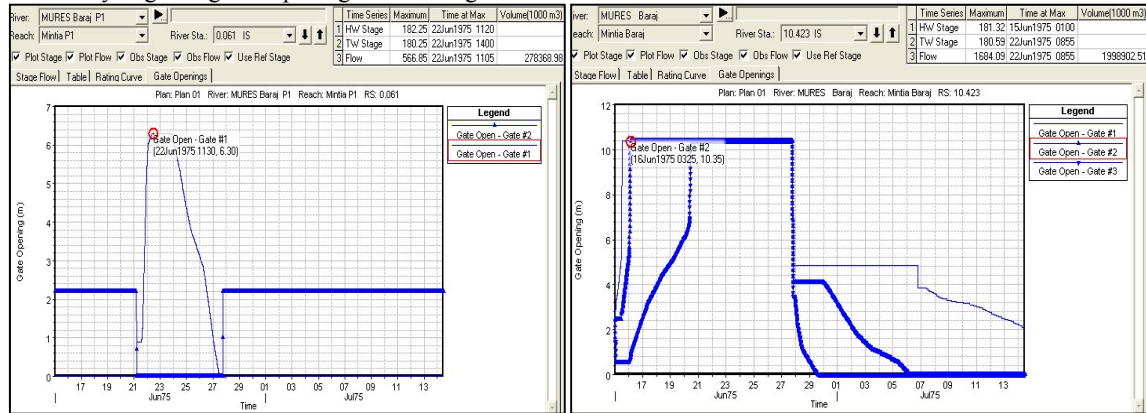 River: MURES Baraj P1
Reach: Mintia P1 River Sta.: 0.061 IS
Time Series Maximum Time at Max Volume(1000 m3)
1 HW Stage 182.25 22Jun1975 1120
2 TW Stage 180.25 22Jun1975 1400
3 Flow 566.85 22Jun1975 1105 278368.98
Plot Stage Plot Flow Obs Stage Obs Flow Use Ref Stage
Stage Flow Table Rating Curve Gate Openings
Plan: Plan 01 River: MURES Baraj P1 Reach: Mintia P1 RS: 0.061
Legend
Gate Open - Gate #2
Gate Open - Gate #1
Gate Open - Gate #1
(22Jun1975 1130, 6.30)
Gate Opening (m)
7
6
5
4
3
2
1
0
17 19 21 23 25 27 29 01 03 05 07 09 11 13
Jun75 Jul75
Time
River: MURES Baraj
Reach: Mintia Baraj River Sta.: 10.423 IS
Time Series Maximum Time at Max Volume(1000 m3)
1 HW Stage 181.32 15Jun1975 0100
2 TW Stage 180.59 22Jun1975 0855
3 Flow 1684.09 22Jun1975 0855 1998902.51
Plot Stage Plot Flow Obs Stage Obs Flow Use Ref Stage
Stage Flow Table Rating Curve Gate Openings
Plan: Plan 01 River: MURES Baraj Reach: Mintia Baraj RS: 10.423
Legend
Gate Open - Gate #1
Gate Open - Gate #2
Gate Open - Gate #3
Gate Open - Gate #2
(16Jun1975 0325, 10.35)
Gate Opening (m)
12
10
8
6
4
2
0
17 19 21 23 25 27 29 01 03 05 07 09 11 13
Jun75 Jul75
Time